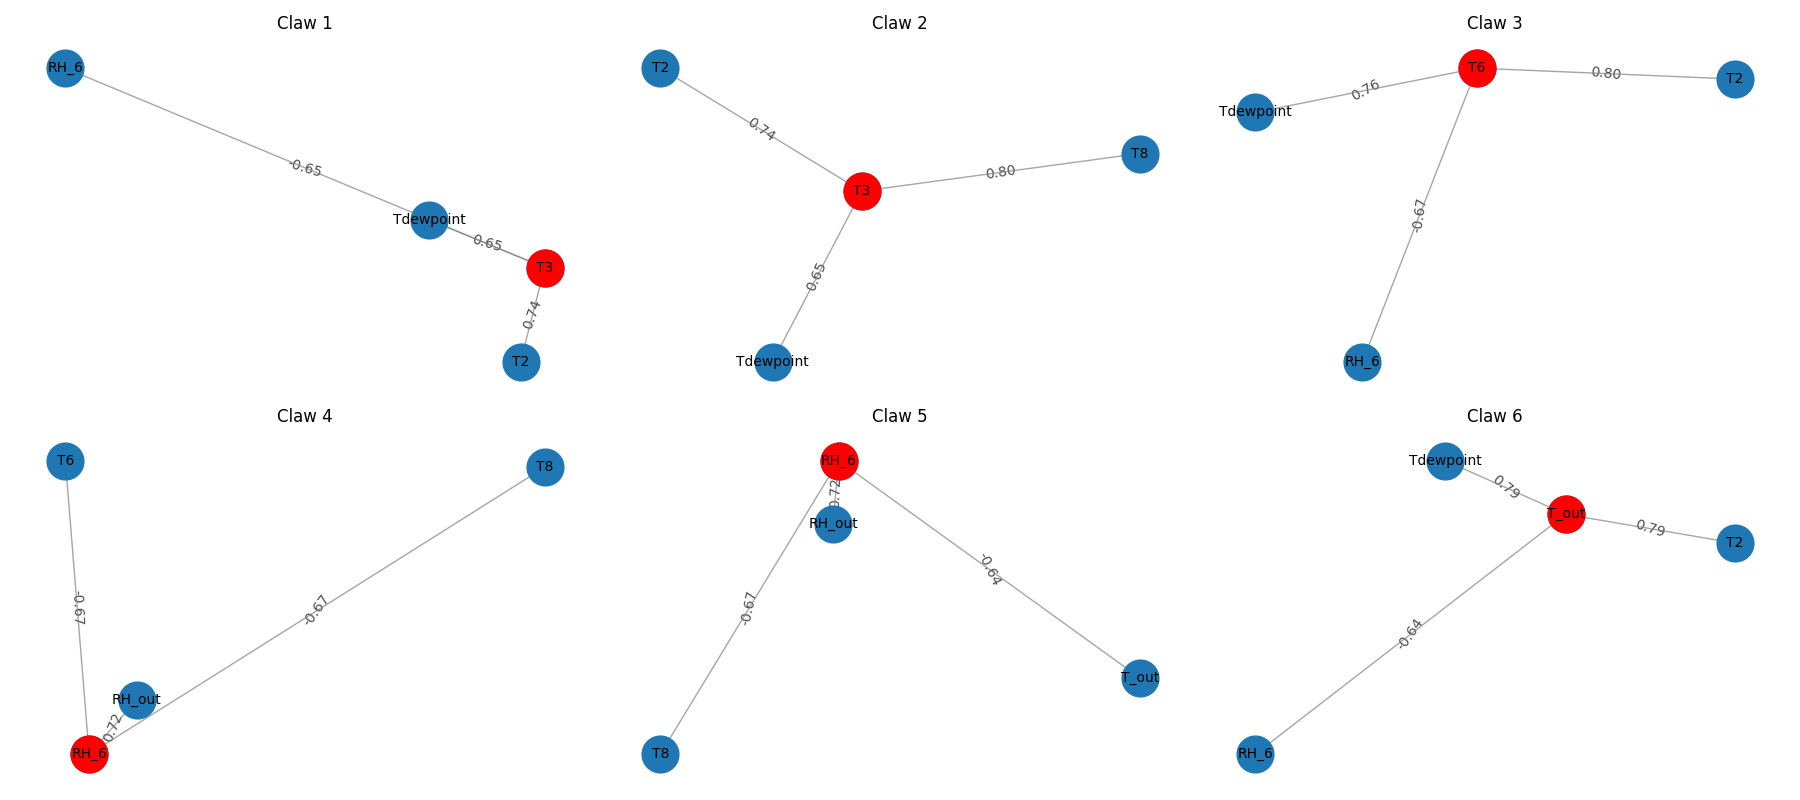 Claw 1
RH_6
-0.65
Tdewpoint
0.65
T3
0.74
T2
Claw 2
T2
0.74
T8
0.80
T3
0.65
Tdewpoint
Claw 3
T6
0.80
T2
0.76
Tdewpoint
-0.67
RH_6
Claw 4
T6
T8
-0.67
-0.67
RH_out
0.72
RH_6
Claw 5
RH_6
0.72
RH_out
-0.64
-0.67
T_out
T8
Claw 6
Tdewpoint
0.79
T_out
0.79
T2
-0.64
RH_6